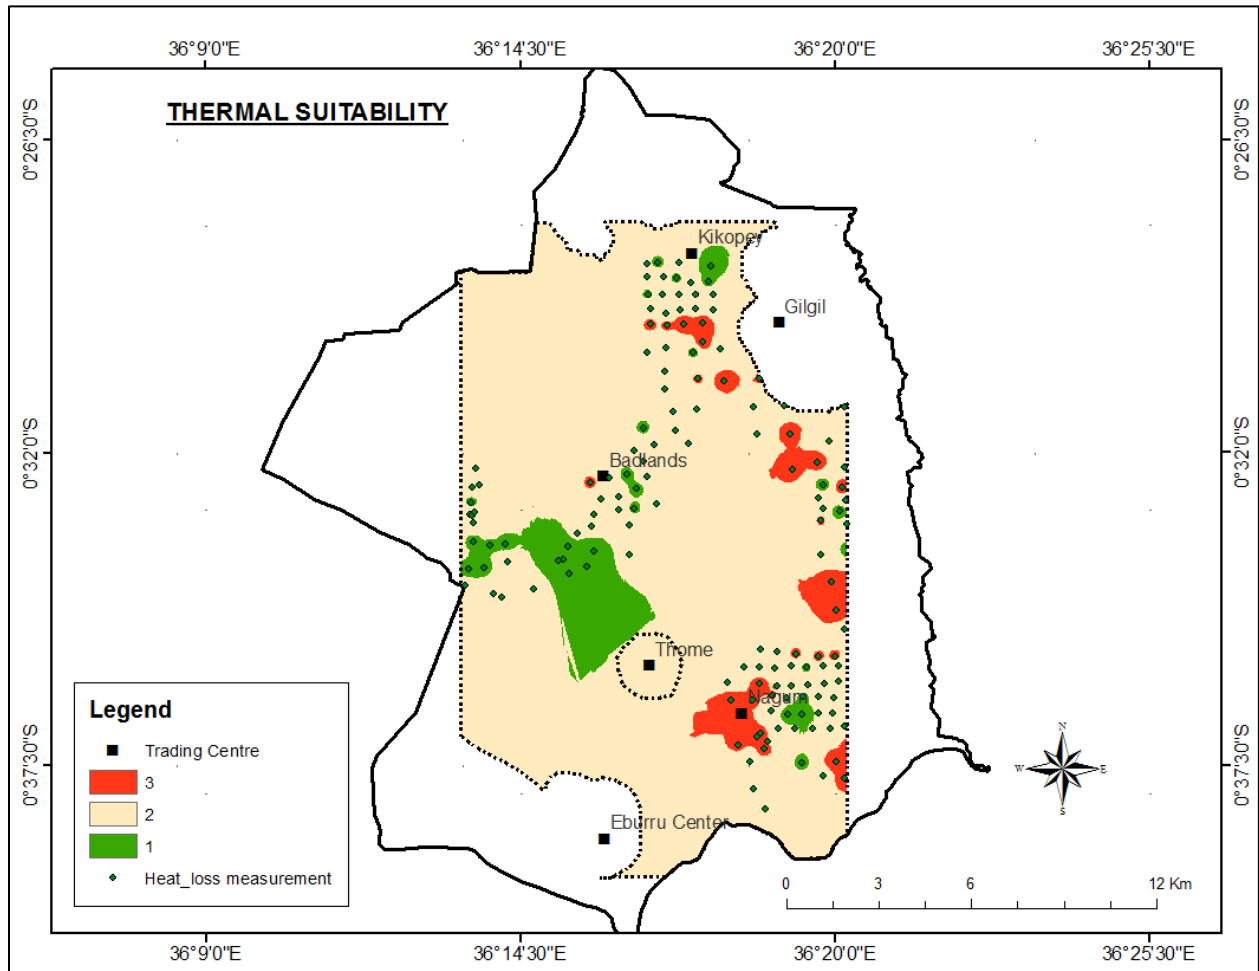 36°9'0"E 36°14'30"E 36°20'0"E 36°25'30"E
THERMAL SUITABILITY
0°26'30"S 0°26'30"S
Kikopey
Gilgil
0°32'0"S 0°32'0"S
Badlands
Thome
Nagum
Legend
Trading Centre
3
2
1
Heat_loss measurement
0°37'30"S 0°37'30"S
N
W E
S
Eburru Center
0 3 6 12 Km
36°9'0"E 36°14'30"E 36°20'0"E 36°25'30"E